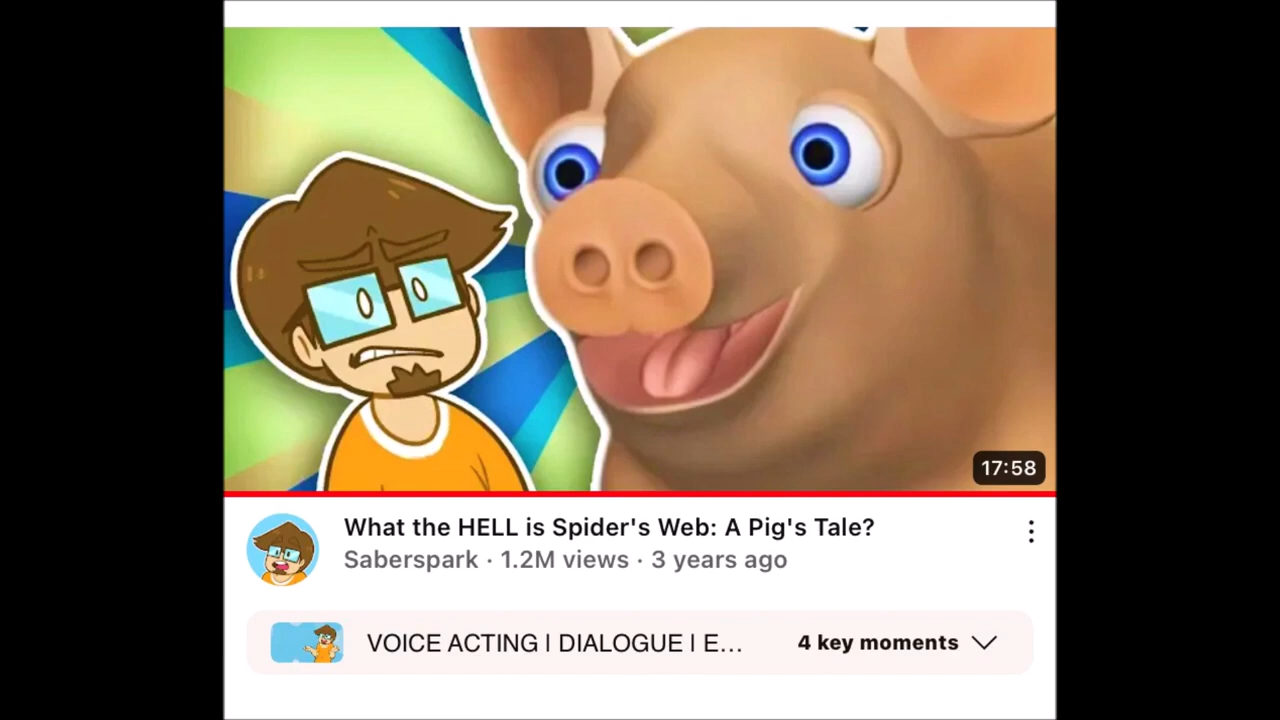 17:58
What the HELL is Spider's Web: A Pig's Tale?
Saberspark · 1.2M views · 3 years ago
VOICE ACTING | DIALOGUE | E... 4 key moments